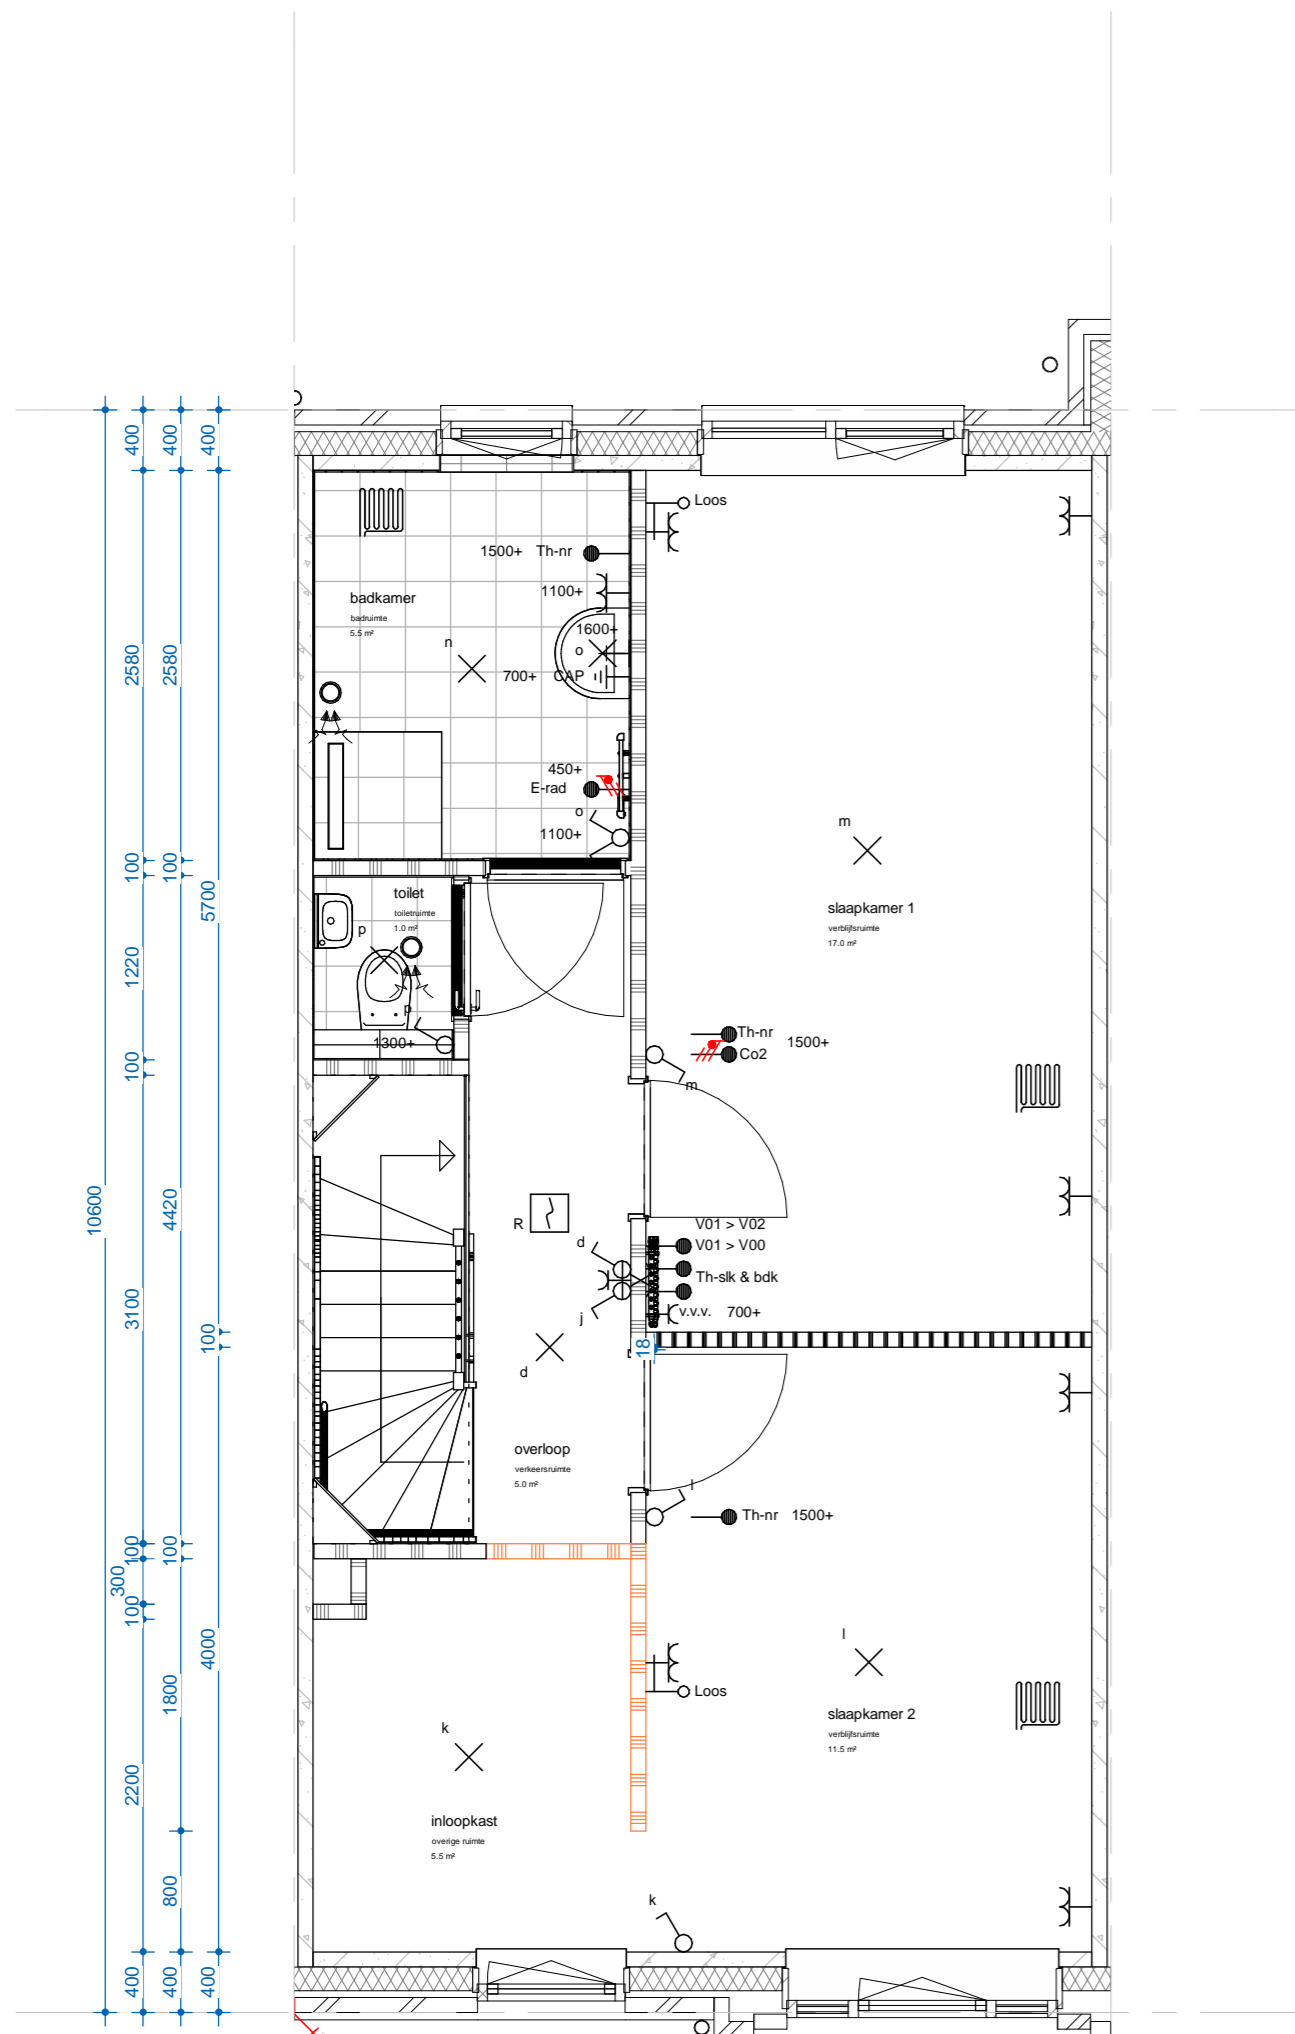 400
400
400
Loos
1500+ Th-nr
1100+
badkamer
badruimte
5.5 m²
1600+
n
o
700+ CAP
2580
2580
450+
E-rad
o
1100+
m
100
100
5700
toilet
toiletruimte
1.0 m²
p
slaapkamer 1
verblijfsruimte
17.0 m²
1220
p
1300+
Th-nr
Co2
1500+
m
100
10600
4420
R
d
V01 > V02
V01 > V00
Th-slk & bdk
v.v.v. 700+
j
3100
100
18
d
overloop
verkeersruimte
5.0 m²
l
Th-nr 1500+
100
100
300
100
4000
l
Loos
1800
slaapkamer 2
verblijfsruimte
11.5 m²
k
2200
inloopkast
overige ruimte
5.5 m²
800
k
400
400
400